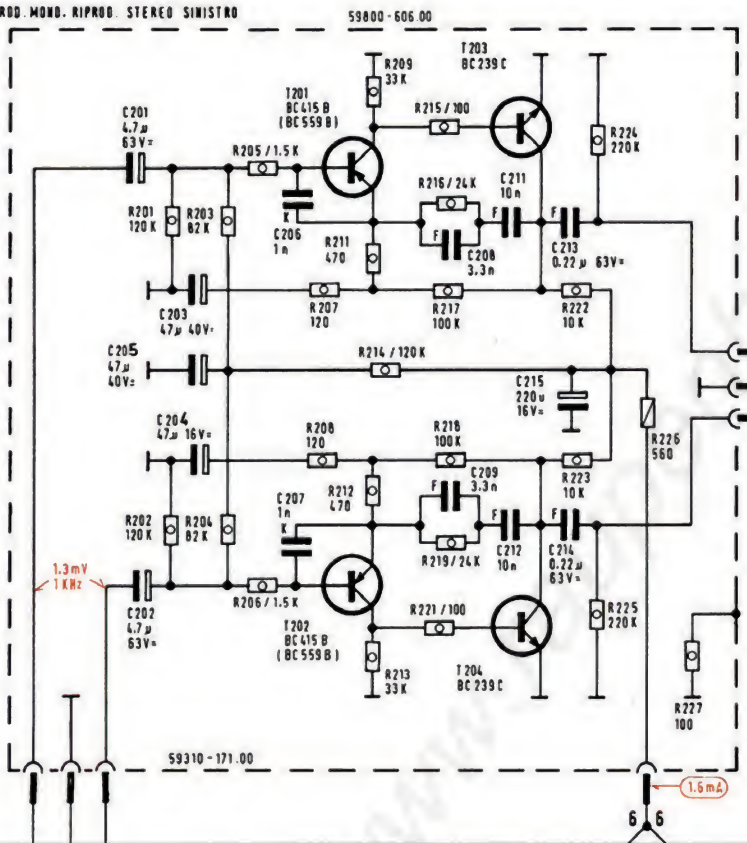 ROD. MONO. RIPROD. STEREO SINISTRO
59800-606.00
T203
BC239C
R209
33K
T201
BC415B
(BC559B)
R215/100
C201
4.7µ
63V=
R224
220K
R205/1.5K
R216/24K
C211
10n
F
F
R201
120K
R203
82K
K
C206
1n
R211
470
F
C208
3.3n
C213
0.22µ 63V=
C203
47µ 40V=
R207
120
R217
100K
R222
10K
C205
47µ
40V=
R214/120K
C215
220u
16V=
C204
47µ 16V=
R208
120
R218
100K
R226
560
C209
3.3n
F
R223
10K
C207
1n
K
R212
470
R202
120K
R204
82K
F
F
R219/24K
C212
10n
C214
0.22µ
63V=
1.3mV
1KHz
R206/1.5K
C202
4.7µ
63V=
T202
BC415B
(BC559B)
R221/100
R225
220K
R213
33K
T204
BC239C
R227
100
59310-171.00
1.6mA
6 6